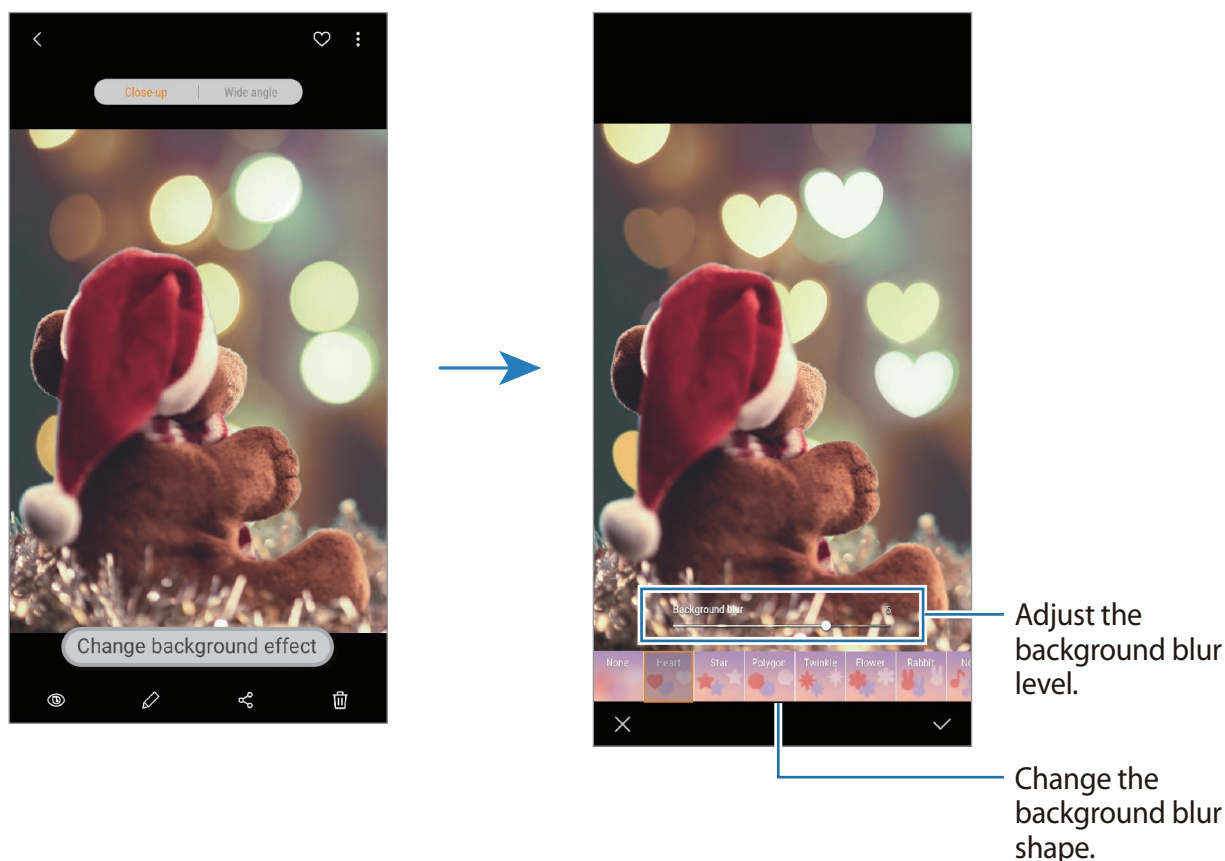 Close-up
Wide angle
Change background effect
Background blur
5
None
Heart
Star
Polygon
Twinkle
Flower
Rabbit
Adjust the
background blur
level.
Change the
background blur
shape.